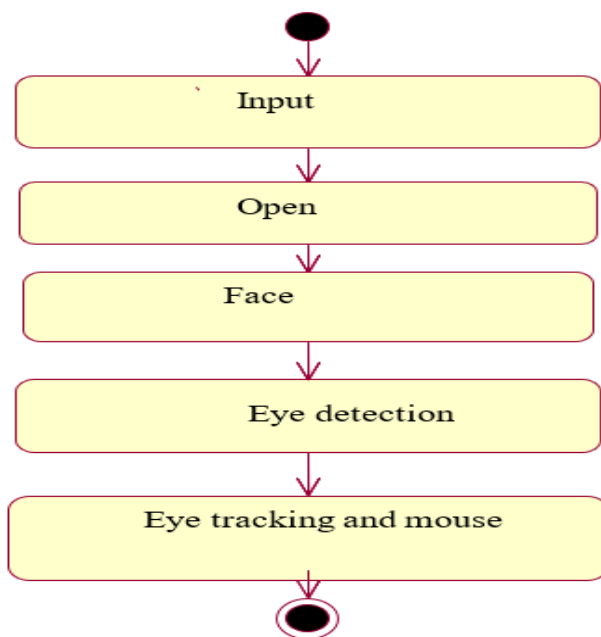 Input
Open
Face
Eye detection
Eye tracking and mouse